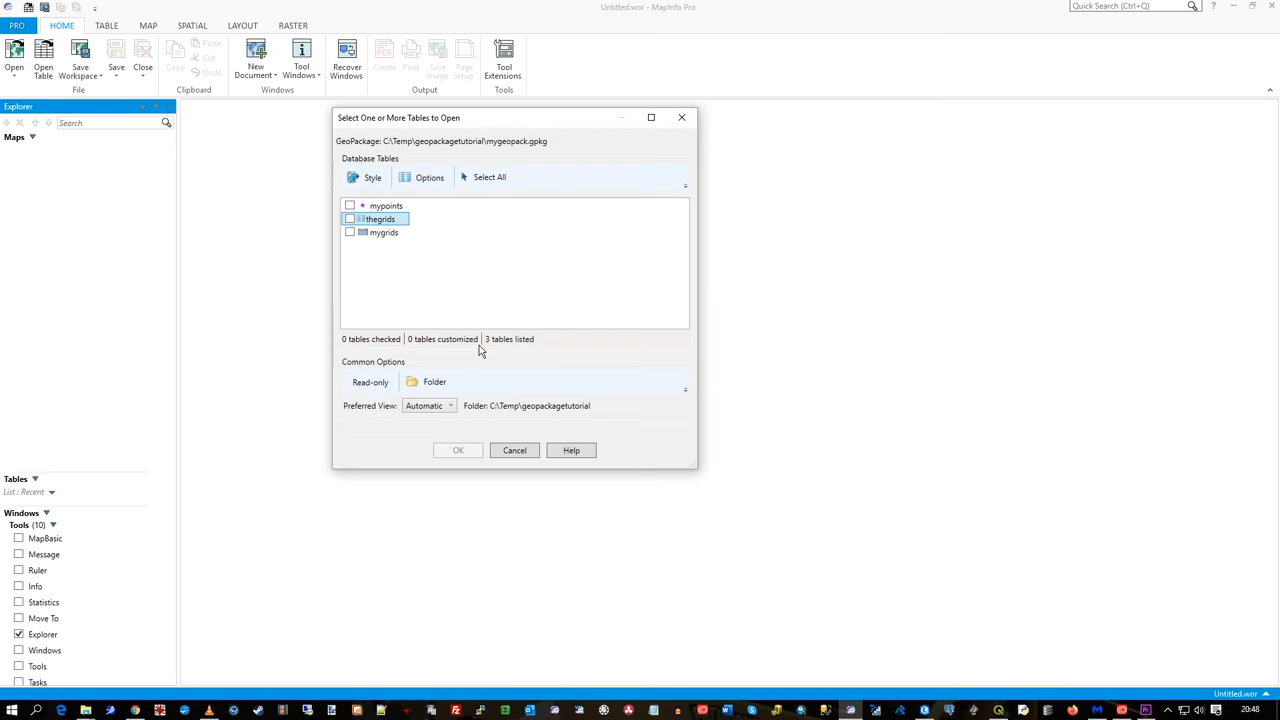 Untitled.wor - MapInfo Pro
Quick Search (Ctrl+Q)
PRO HOME TABLE MAP SPATIAL LAYOUT RASTER
Open
Open Table
Save Workspace
Save
Close
File
Copy
Paste
Cut
Undo
Clipboard
New Document
Tool Windows
Recover Windows
Windows
Create
Print
Save Image
Page Setup
Output
Tool Extensions
Tools
Explorer
Search
Maps
Tables
List : Recent
Windows
Tools (10)
MapBasic
Message
Ruler
Info
Statistics
Move To
Explorer
Windows
Tools
Tasks
Select One or More Tables to Open
GeoPackage: C:\Temp\geopackagetutorial\mygeopack.gpkg
Database Tables
Style Options Select All
mypoints
thegrids
mygrids
0 tables checked 0 tables customized 3 tables listed
Common Options
Read-only Folder
Preferred View: Automatic Folder: C:\Temp\geopackagetutorial
OK Cancel Help
Untitled.wor
20:48